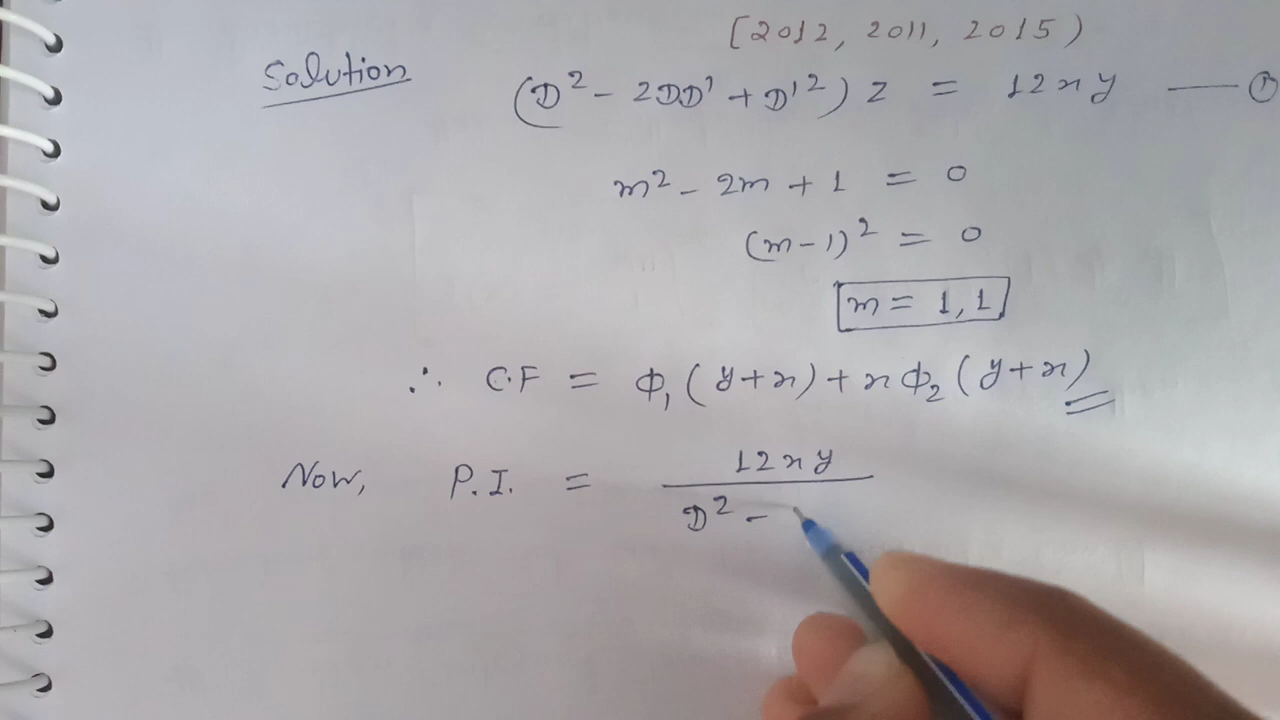 [2012, 2011, 2015)
Solution (D² - 2DD' + D'²) z = 12xy — ①
m² - 2m + 1 = 0
(m-1)² = 0
m = 1, 1
∴ C.F = Φ₁(y+x) + xΦ₂(y+x)
Now, P.I. = 12xy
D² -